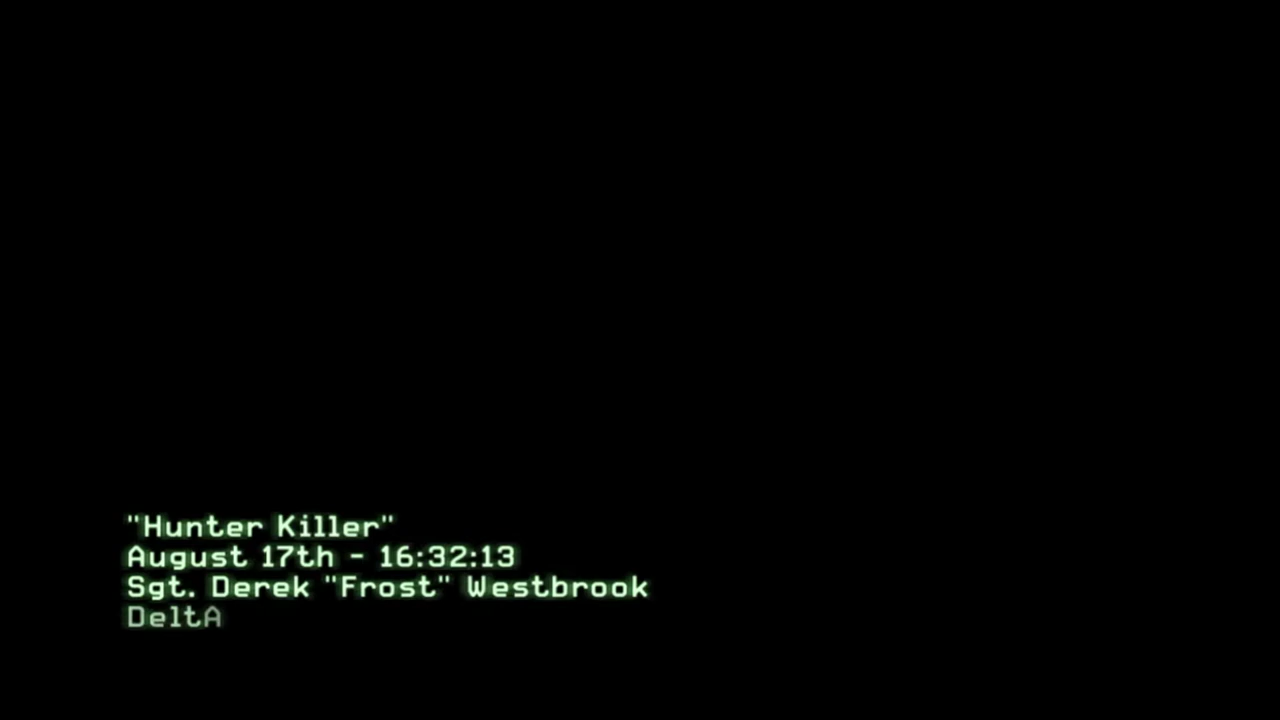 "Hunter Killer"
August 17th - 16:32:13
Sgt. Derek "Frost" Westbrook
DeltA